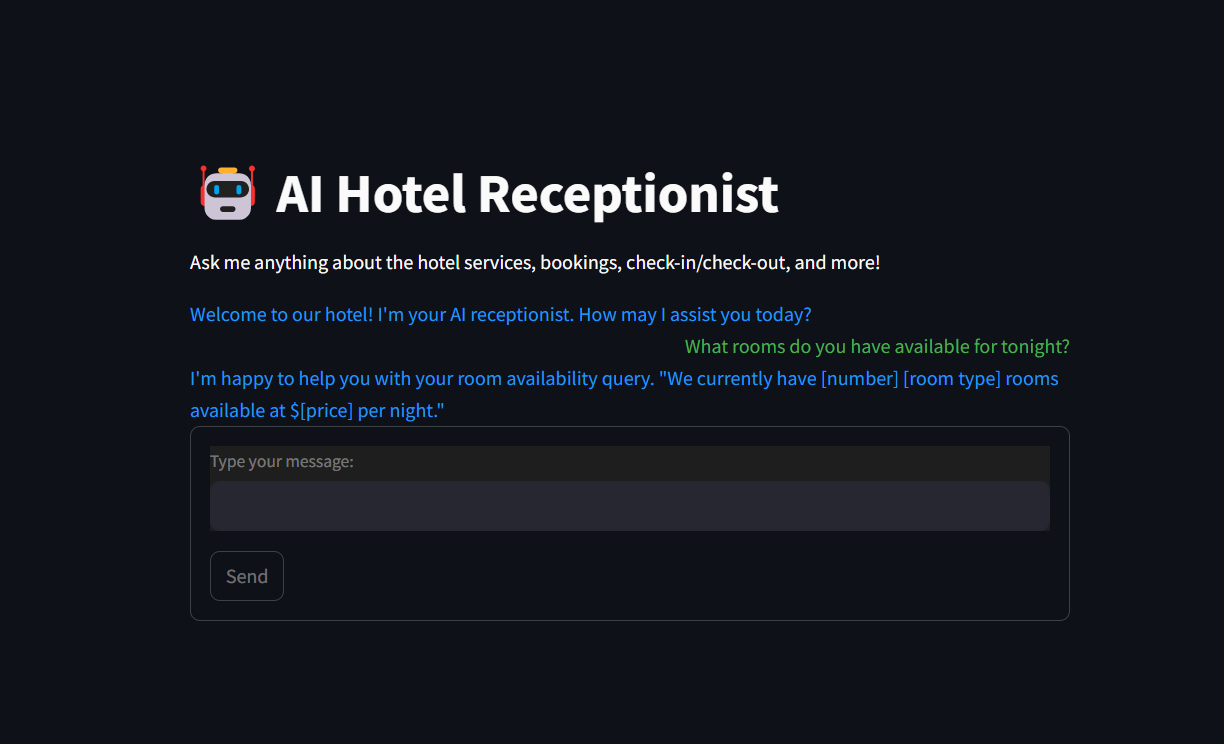 AI Hotel Receptionist
Ask me anything about the hotel services, bookings, check-in/check-out, and more!
Welcome to our hotel! I'm your AI receptionist. How may I assist you today?
What rooms do you have available for tonight?
I'm happy to help you with your room availability query. "We currently have [number] [room type] rooms
available at $[price] per night."
Type your message:
Send